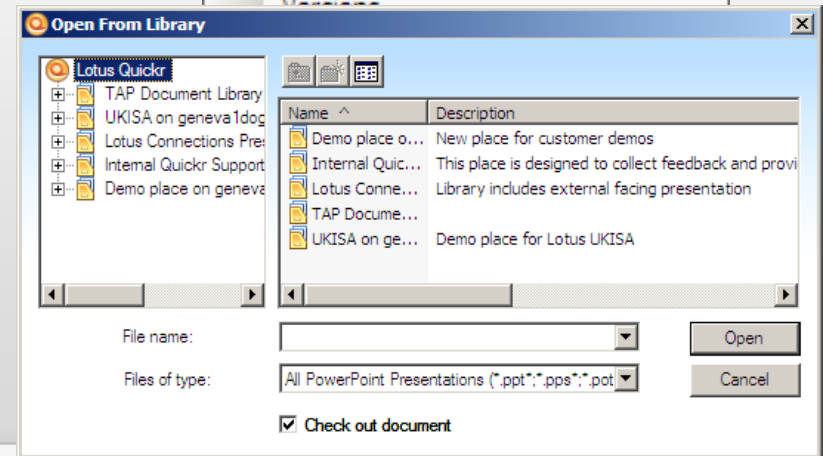 Open From Library
Lotus Quickr
TAP Document Library
UKISA on geneva1dog
Lotus Connections Pres
Internal Quickr Support
Demo place on geneva
Name ^ Description
Demo place o... New place for customer demos
Internal Quic... This place is designed to collect feedback and provi
Lotus Conne... Library includes external facing presentation
TAP Docume...
UKISA on ge... Demo place for Lotus UKISA
File name:
Open
Files of type: All PowerPoint Presentations (*.ppt*;*.pps*;*.pot
Cancel
Check out document